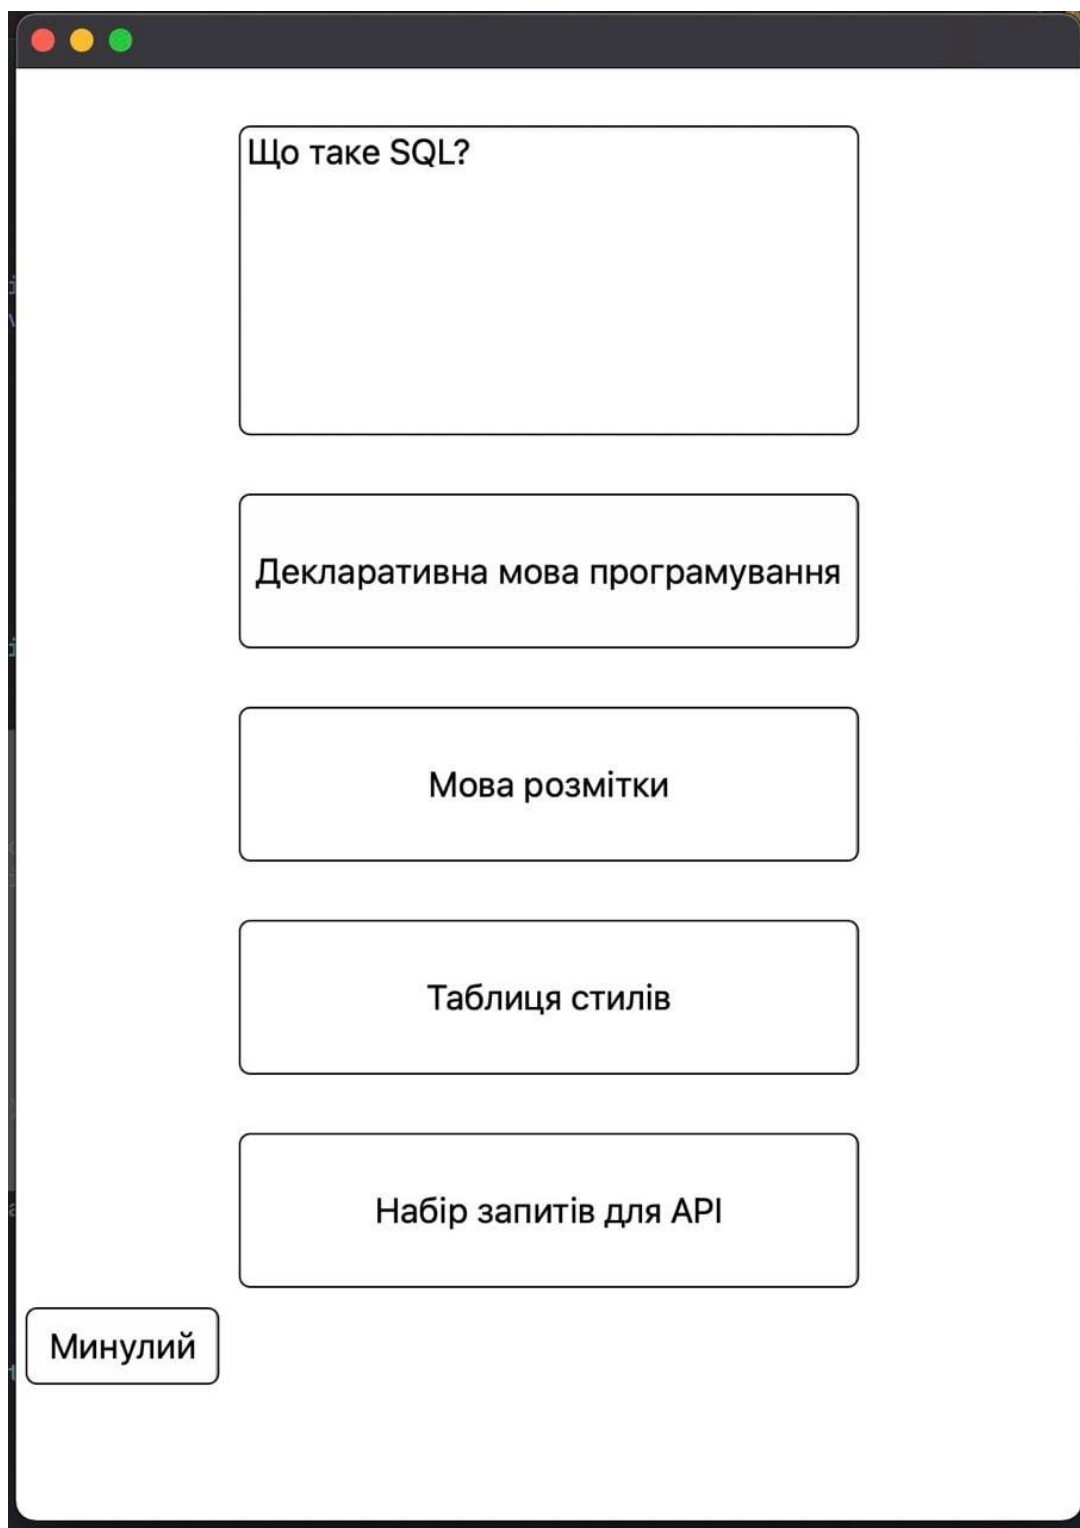 Що таке SQL?
Декларативна мова програмування
Мова розмітки
Таблиця стилів
Набір запитів для API
Минулий